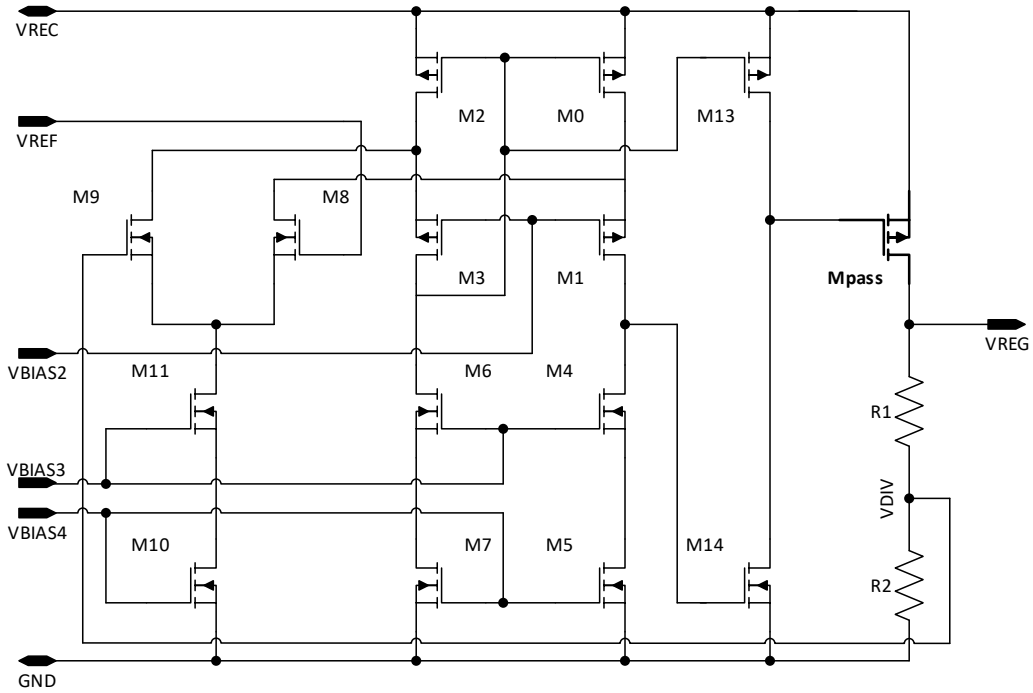 VREC
M2
M0
M13
VREF
M9
M8
M3
M1
Mpass
VREG
VBIAS2
M11
M6
M4
R1
VBIAS3
VDIV
VBIAS4
M10
M7
M5
M14
R2
GND